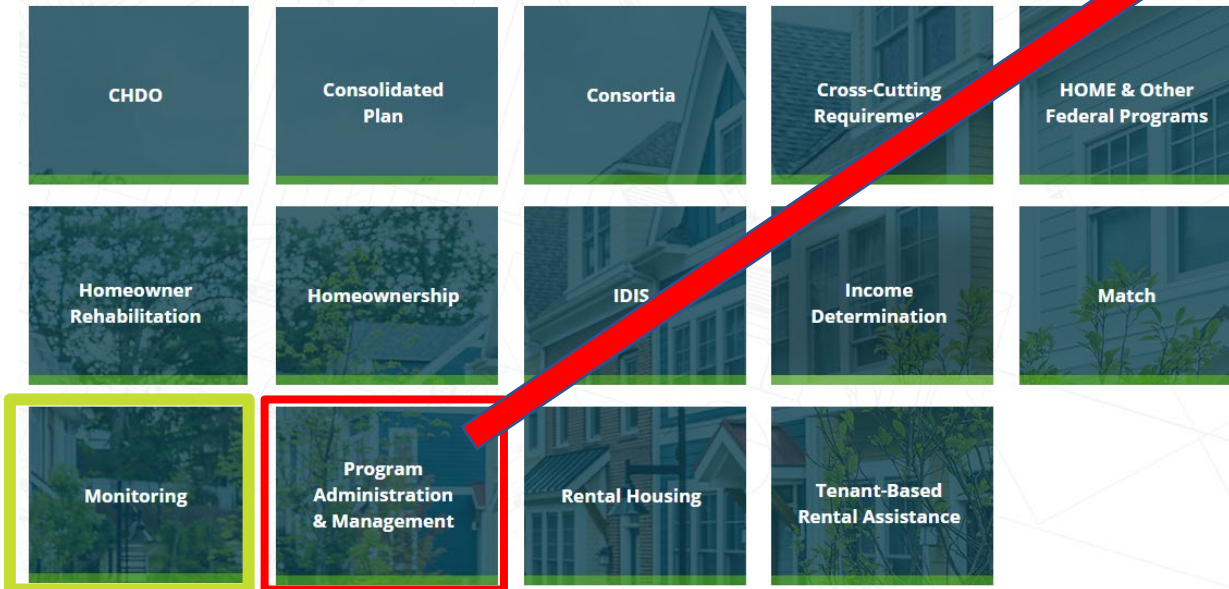 CHDO
Consolidated
Plan
Consortia
Cross-Cutting
Requiremen
HOME & Other
Federal Programs
Homeowner
Rehabilitation
Homeownership
IDIS
Income
Determination
Match
Monitoring
Program
Administration
& Management
Rental Housing
Tenant-Based
Rental Assistance